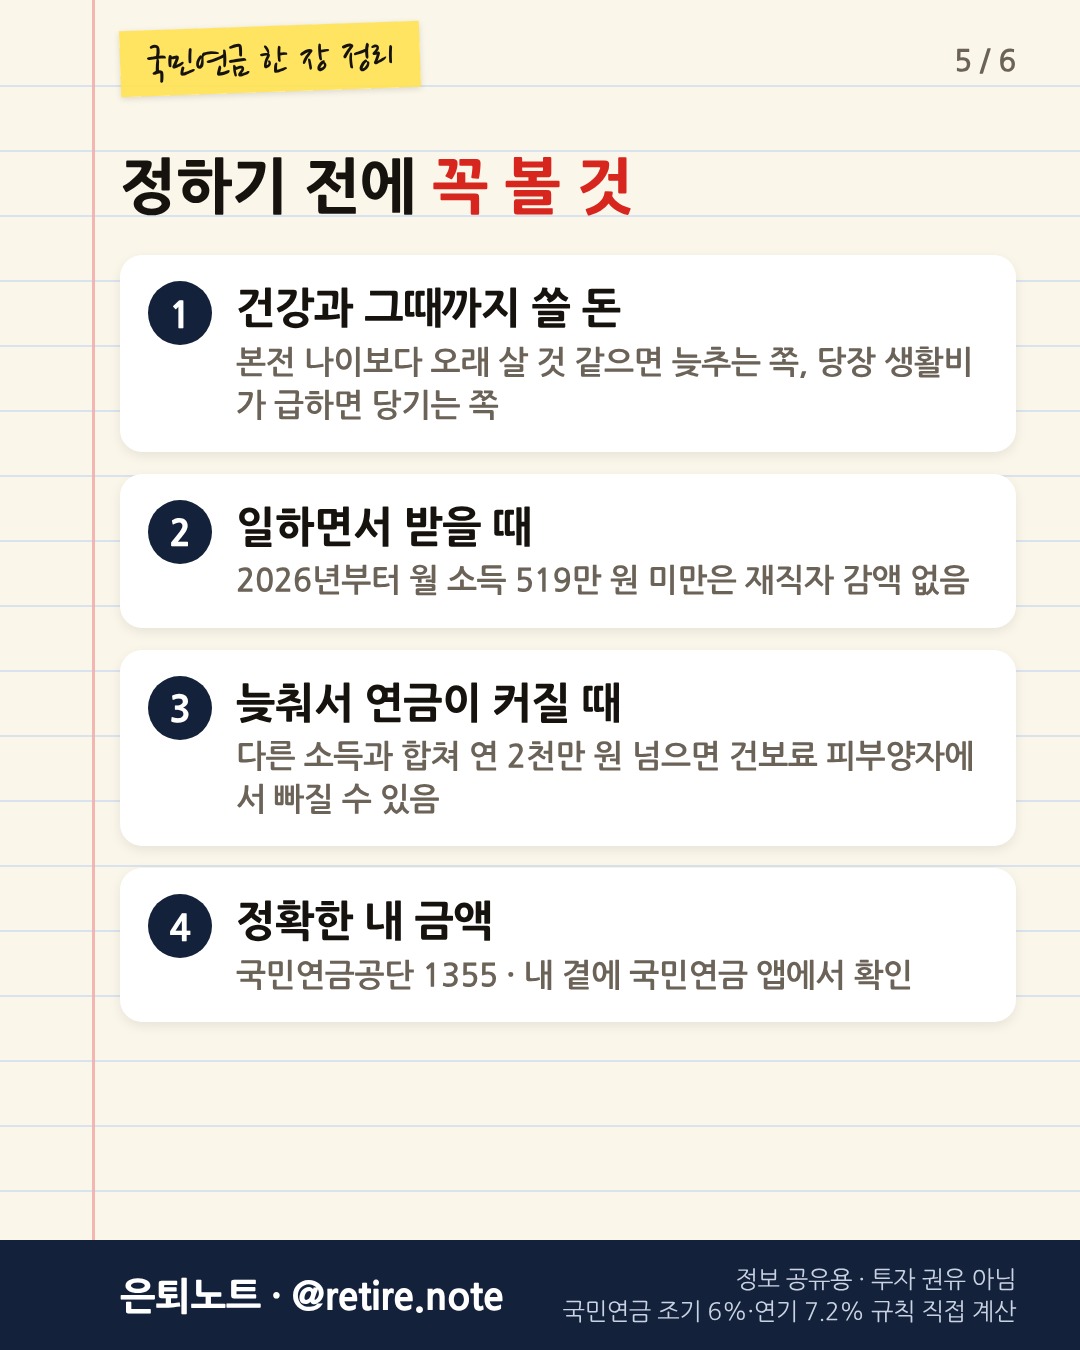 국민연금 한 장 정리
5 / 6
정하기 전에 꼭 볼 것
1
건강과 그때까지 쓸 돈
본전 나이보다 오래 살 것 같으면 늦추는 쪽, 당장 생활비
가 급하면 당기는 쪽
2
일하면서 받을 때
2026년부터 월 소득 519만 원 미만은 재직자 감액 없음
3
늦춰서 연금이 커질 때
다른 소득과 합쳐 연 2천만 원 넘으면 건보료 피부양자에
서 빠질 수 있음
4
정확한 내 금액
국민연금공단 1355 · 내 곁에 국민연금 앱에서 확인
은퇴노트 · @retire.note
정보 공유용 · 투자 권유 아님
국민연금 조기 6%·연기 7.2% 규칙 직접 계산